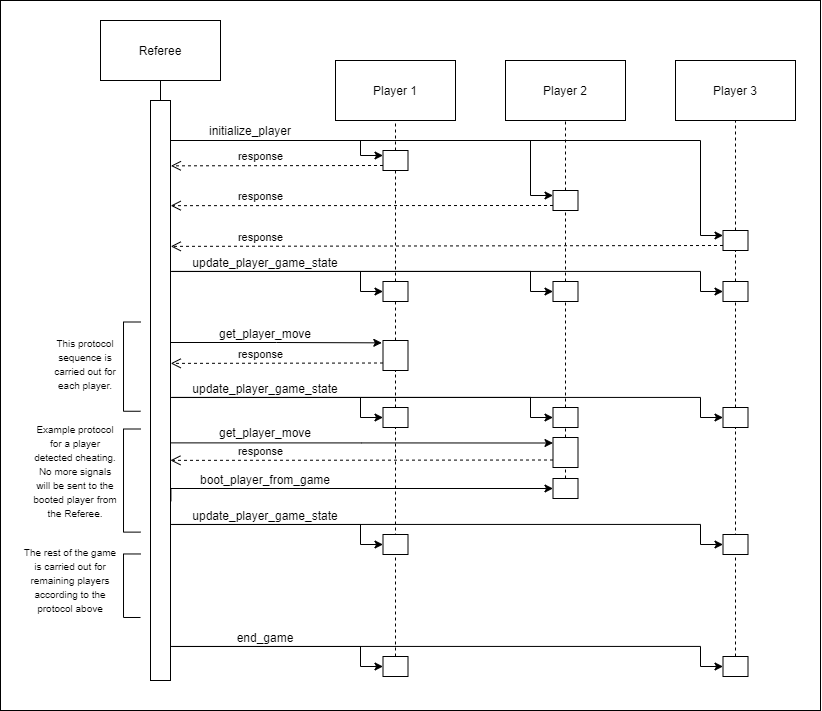 Referee
Player 1
Player 2
Player 3
initialize_player
response
response
response
update_player_game_state
This protocol
sequence is
carried out for
each player.
get_player_move
response
update_player_game_state
Example protocol
for a player
detected cheating.
No more signals
will be sent to the
booted player from
the Referee.
get_player_move
response
boot_player_from_game
update_player_game_state
The rest of the game
is carried out for
remaining players
according to the
protocol above
end_game